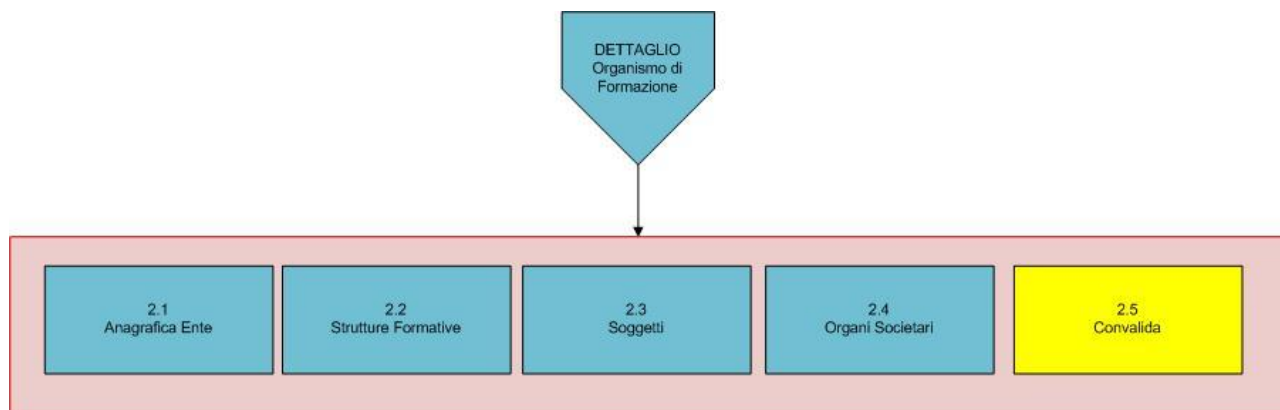 DETTAGLIO
Organismo di
Formazione
2.1
Anagrafica Ente
2.2
Strutture Formative
2.3
Soggetti
2.4
Organi Societari
2.5
Convalida